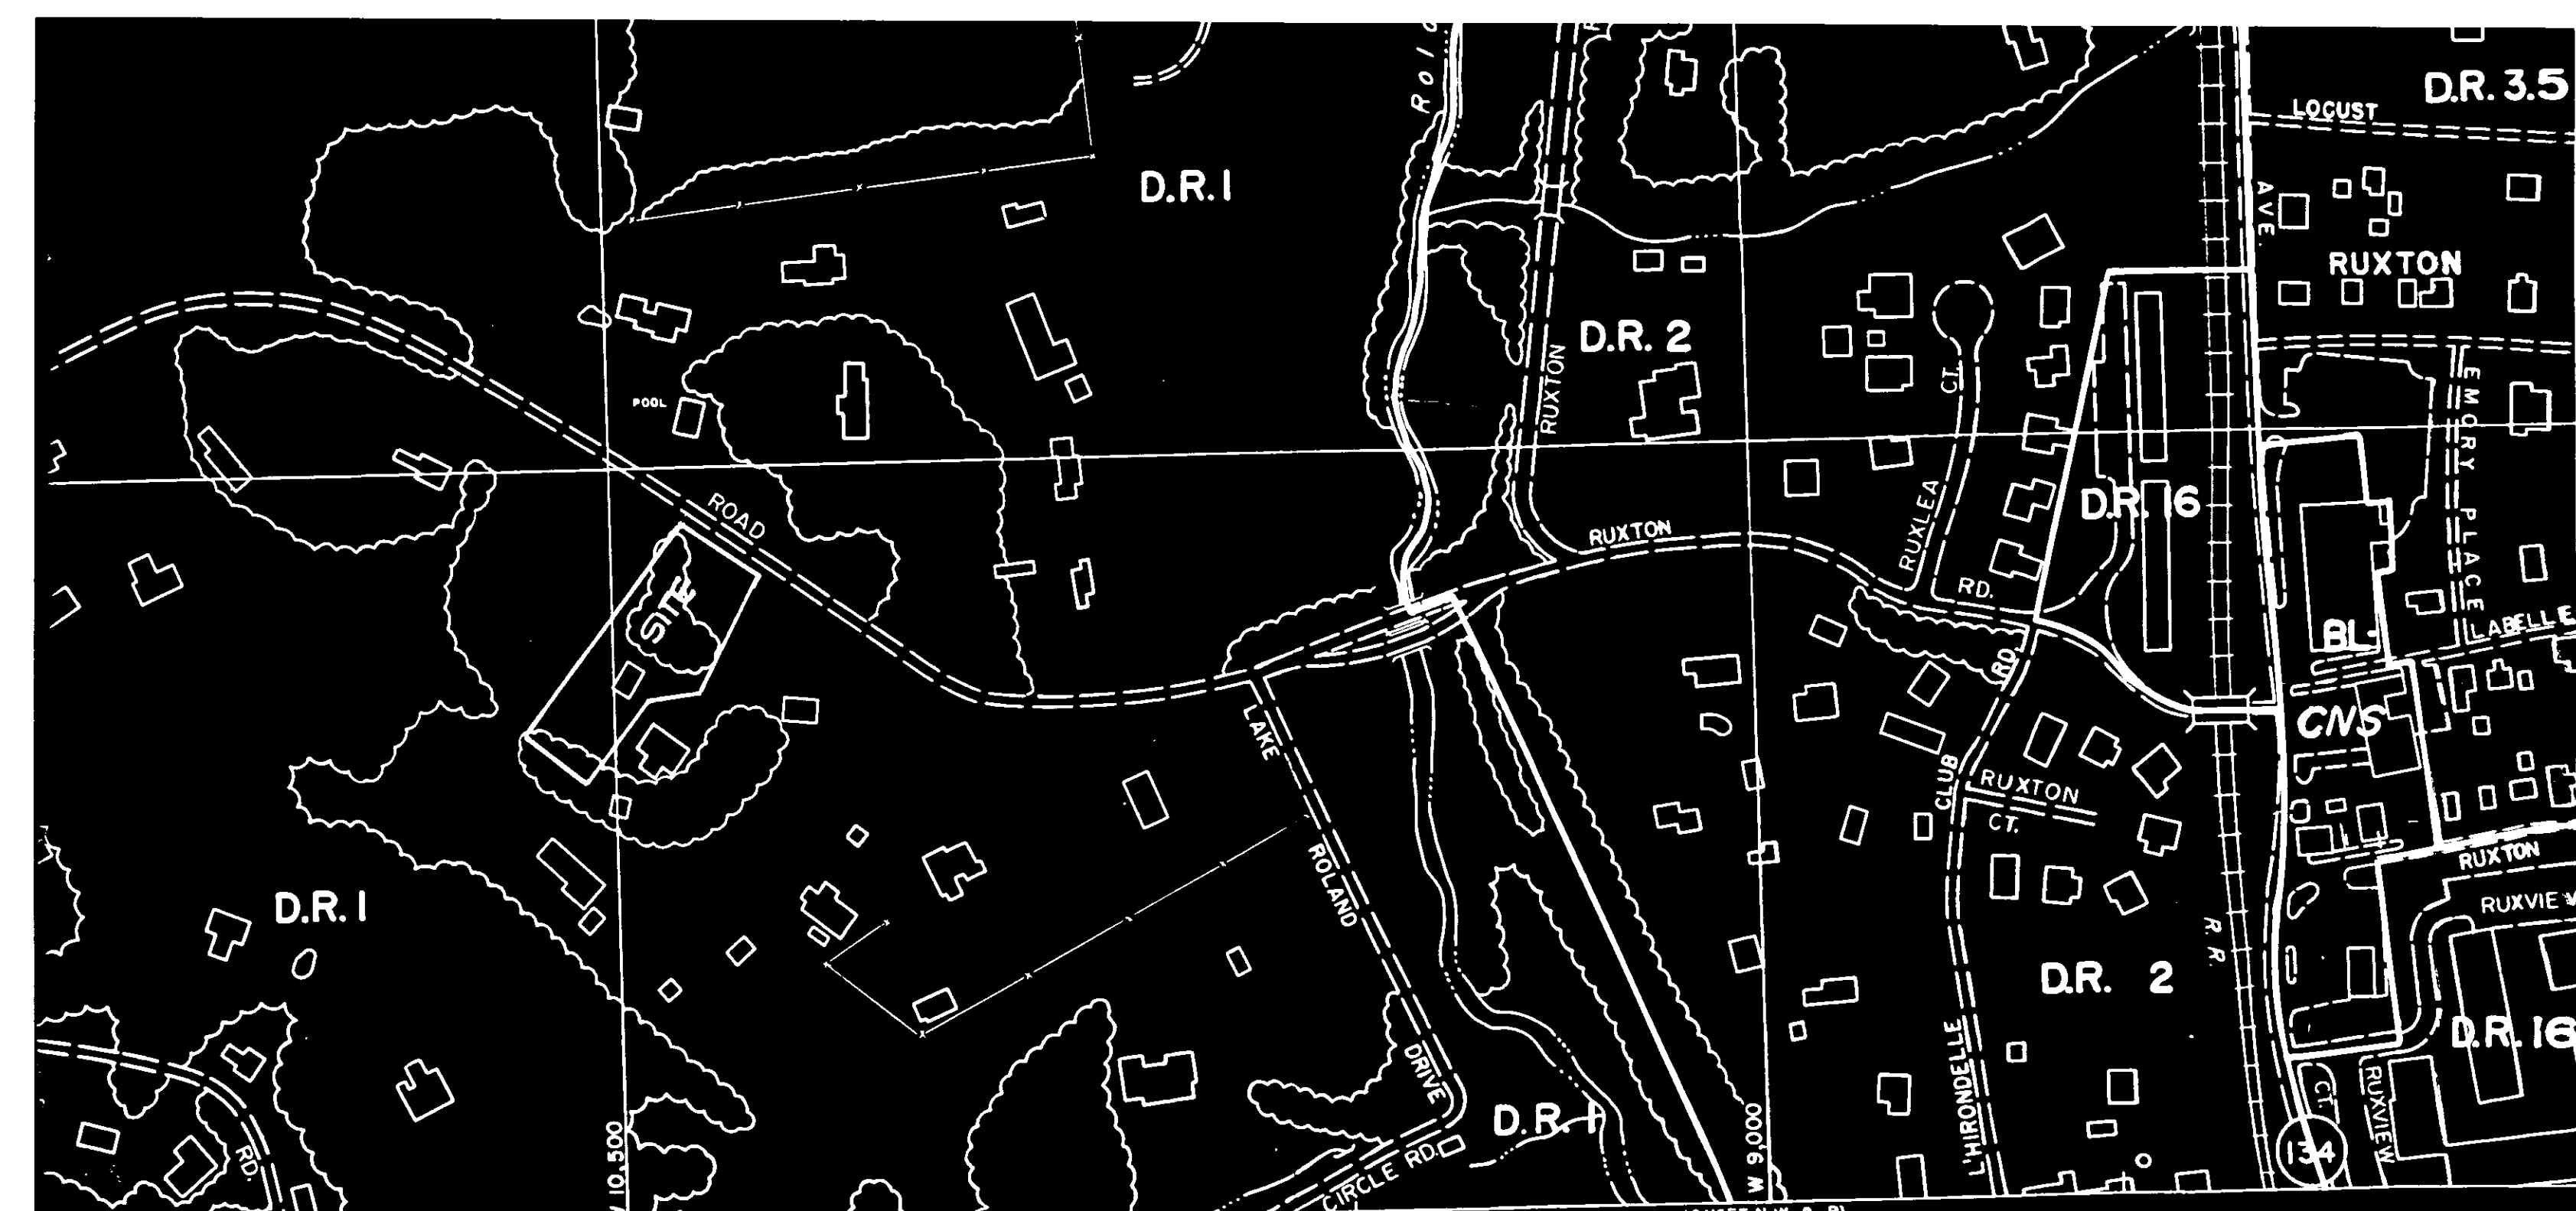 D.R. 3.5
LOCUST
AVE.
D.R. 1
RUXTON
D.R. 2
RUXTON
CT.
EMORY PLACE
POOL
ROAD
D.R. 16
RUXTON
RUXLEA
RD.
SITE
LABELLE
BL
RD.
LAKE
CNS
CLUB
RUXTON
CT.
ROLAND
RUXTON
D.R. 1
RUXVIEW
R. R.
D.R. 2
D.R. 16
DRIVE
L'HIRONDELLE
D.R. 1
CT.
RUXVIEW
W 9,000
10,500
RD.
CIRCLE RD.
134